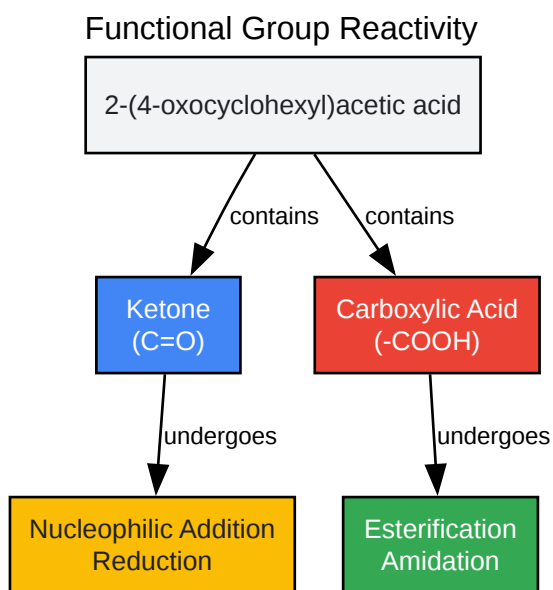 Functional Group Reactivity
2-(4-oxocyclohexyl)acetic acid
contains
contains
Ketone
(C=O)
Carboxylic Acid
(-COOH)
undergoes
undergoes
Nucleophilic Addition
Reduction
Esterification
Amidation